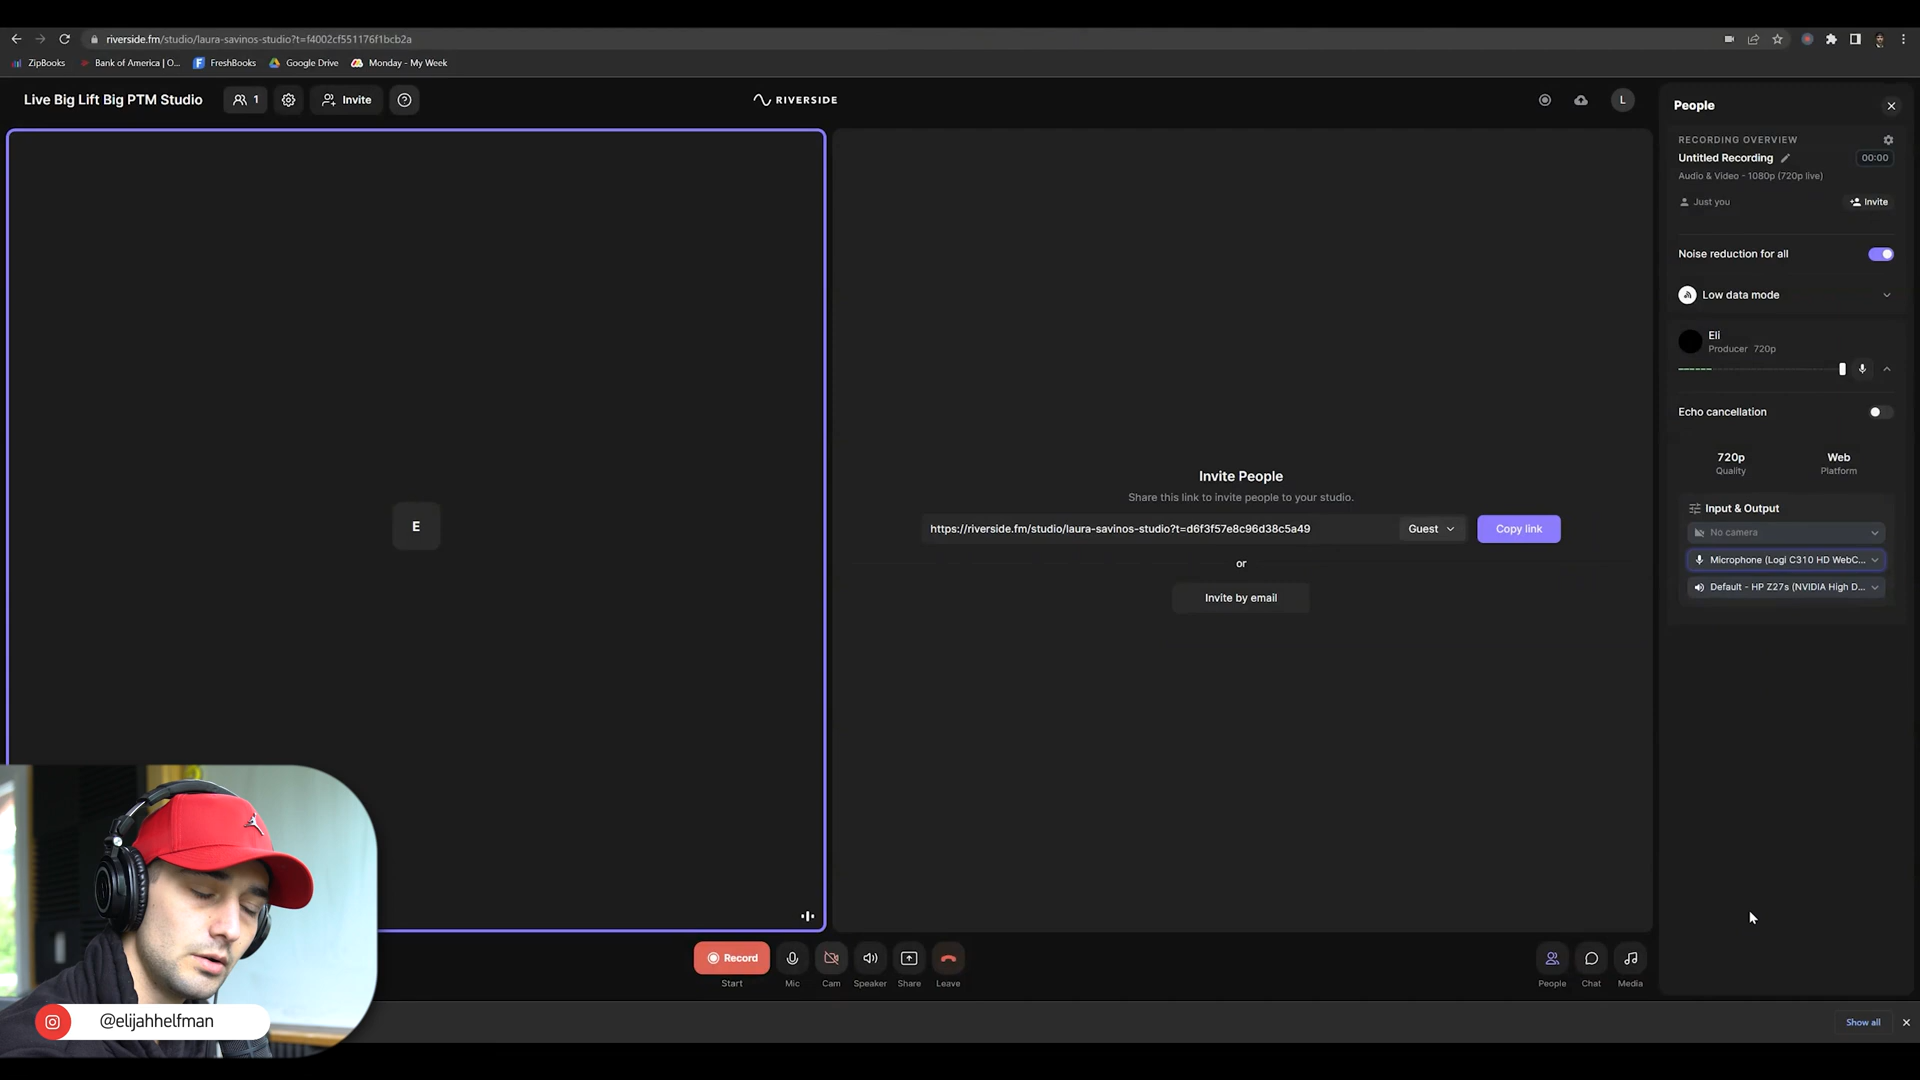 riverside.fm/studio/laura-savinos-studio?t=f4002cf551176f1bcb2a
ZipBooks
Bank of America | O...
FreshBooks
Google Drive
Monday - My Week
Live Big Lift Big PTM Studio
1
Invite
?
RIVERSIDE
L
People
RECORDING OVERVIEW
Untitled Recording
00:00
Audio & Video - 1080p (720p live)
Just you
Invite
Noise reduction for all
Low data mode
Eli
Producer 720p
Echo cancellation
720p
Quality
Web
Platform
Input & Output
No camera
Microphone (Logi C310 HD WebC...
Default - HP Z27s (NVIDIA High D...
E
Invite People
Share this link to invite people to your studio.
https://riverside.fm/studio/laura-savinos-studio?t=d6f3f57e8c96d38c5a49
Guest
Copy link
or
Invite by email
Record
Start
Mic
Cam
Speaker
Share
Leave
People
Chat
Media
@elijahhelfman
Show all